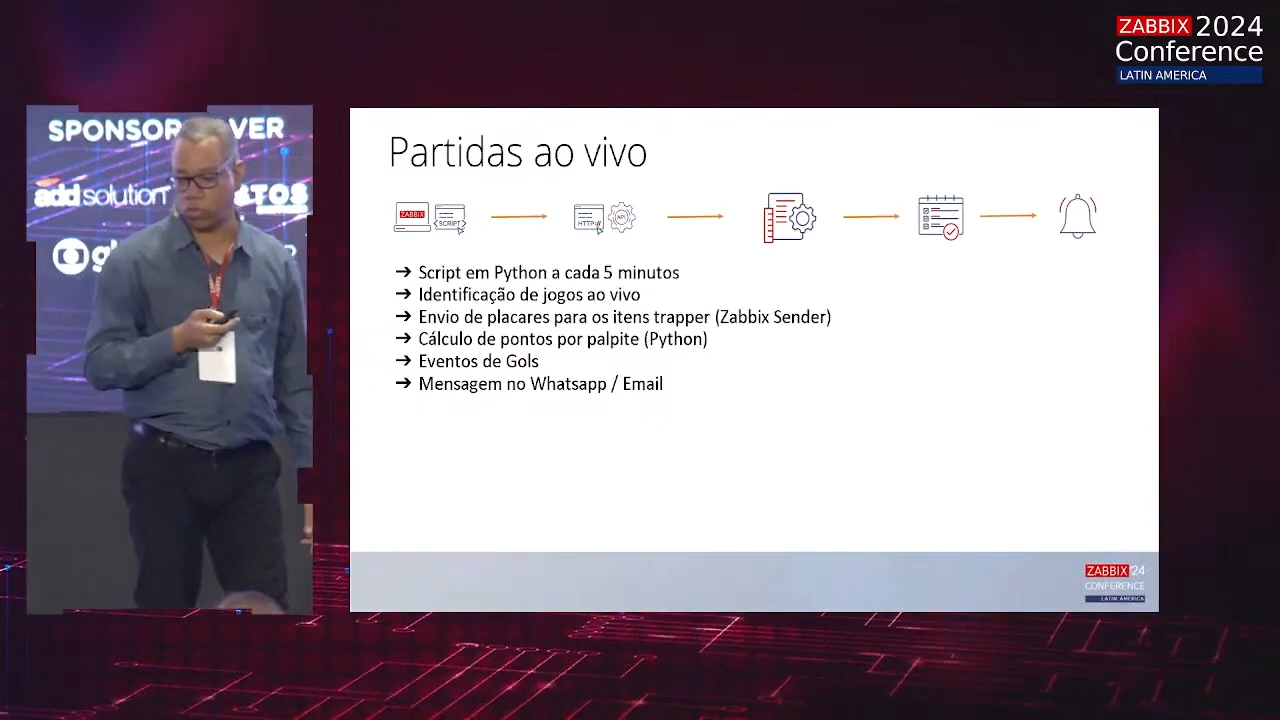 ZABBIX 2024
Conference
LATIN AMERICA
SPONSOR VER
add solution
TOS
g
Partidas ao vivo
ZABBIX
SCRIPT
HTTP://
API
➔ Script em Python a cada 5 minutos
➔ Identificação de jogos ao vivo
➔ Envio de placares para os itens trapper (Zabbix Sender)
➔ Cálculo de pontos por palpite (Python)
➔ Eventos de Gols
➔ Mensagem no Whatsapp / Email
ZABBIX '24
CONFERENCE
LATIN AMERICA